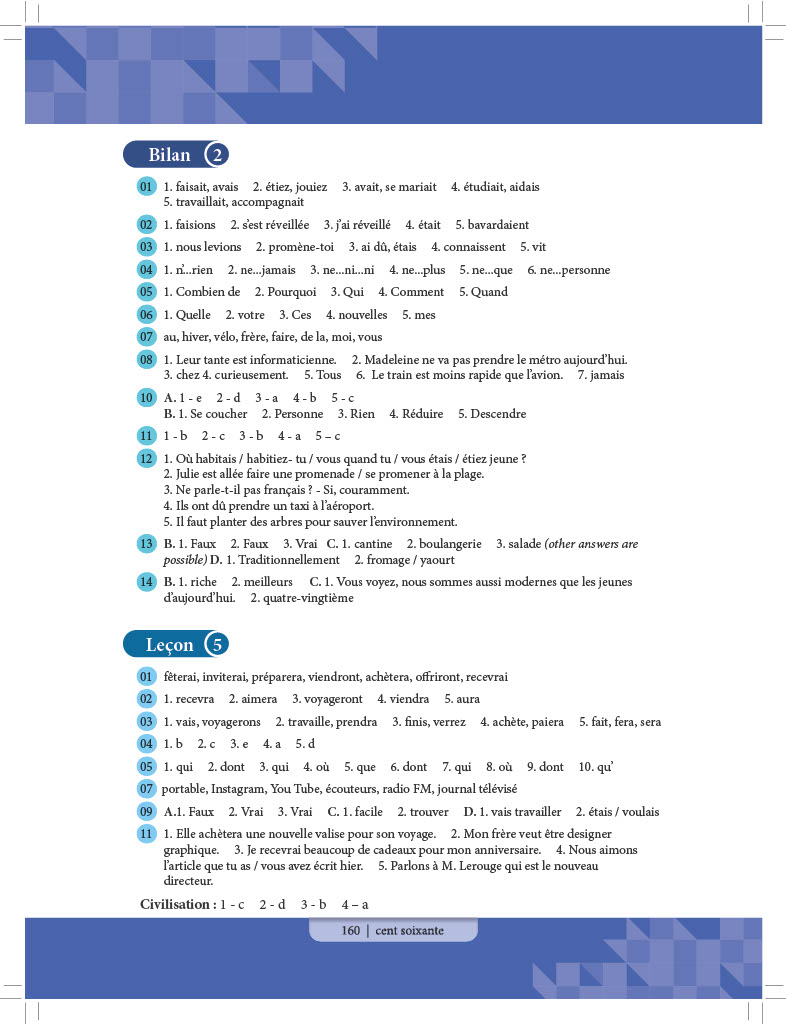 Bilan 2
01 1. faisait, avais 2. étiez, jouiez 3. avait, se mariait 4. étudiait, aidais
5. travaillait, accompagnait
02 1. faisions 2. s'est réveillée 3. j'ai réveillé 4. était 5. bavardaient
03 1. nous levions 2. promène-toi 3. ai dû, étais 4. connaissent 5. vit
04 1. n'...rien 2. ne...jamais 3. ne...ni...ni 4. ne...plus 5. ne...que 6. ne...personne
05 1. Combien de 2. Pourquoi 3. Qui 4. Comment 5. Quand
06 1. Quelle 2. votre 3. Ces 4. nouvelles 5. mes
07 au, hiver, vélo, frère, faire, de la, moi, vous
08 1. Leur tante est informaticienne. 2. Madeleine ne va pas prendre le métro aujourd'hui.
3. chez 4. curieusement. 5. Tous 6. Le train est moins rapide que l'avion. 7. jamais
10 A. 1 - e 2 - d 3 - a 4 - b 5 - c
B. 1. Se coucher 2. Personne 3. Rien 4. Réduire 5. Descendre
11 1 - b 2 - c 3 - b 4 - a 5 – c
12 1. Où habitais / habitiez- tu / vous quand tu / vous étais / étiez jeune ?
2. Julie est allée faire une promenade / se promener à la plage.
3. Ne parle-t-il pas français ? - Si, couramment.
4. Ils ont dû prendre un taxi à l'aéroport.
5. Il faut planter des arbres pour sauver l'environnement.
13 B. 1. Faux 2. Faux 3. Vrai C. 1. cantine 2. boulangerie 3. salade (other answers are
possible) D. 1. Traditionnellement 2. fromage / yaourt
14 B. 1. riche 2. meilleurs C. 1. Vous voyez, nous sommes aussi modernes que les jeunes
d'aujourd'hui. 2. quatre-vingtième
Leçon 5
01 fêterai, inviterai, préparera, viendront, achètera, offriront, recevrai
02 1. recevra 2. aimera 3. voyageront 4. viendra 5. aura
03 1. vais, voyagerons 2. travaille, prendra 3. finis, verrez 4. achète, paiera 5. fait, fera, sera
04 1. b 2. c 3. e 4. a 5. d
05 1. qui 2. dont 3. qui 4. où 5. que 6. dont 7. qui 8. où 9. dont 10. qu'
07 portable, Instagram, You Tube, écouteurs, radio FM, journal télévisé
09 A.1. Faux 2. Vrai 3. Vrai C. 1. facile 2. trouver D. 1. vais travailler 2. étais / voulais
11 1. Elle achètera une nouvelle valise pour son voyage. 2. Mon frère veut être designer
graphique. 3. Je recevrai beaucoup de cadeaux pour mon anniversaire. 4. Nous aimons
l'article que tu as / vous avez écrit hier. 5. Parlons à M. Lerouge qui est le nouveau
directeur.
Civilisation : 1 - c 2 - d 3 - b 4 – a
160 | cent soixante